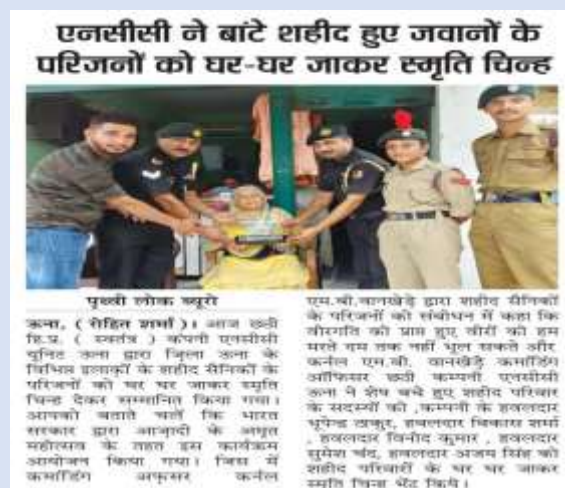 एनसीसी ने बांटे शहीद हुए जवानों के
परिजनों को घर-घर जाकर स्मृति चिन्ह
पृथ्वी लोक ब्यूरो
ऊना, ( रोहित शर्मा )। आज छठी
हि.प्र. ( स्वतंत्र ) कंपनी एनसीसी
यूनिट ऊना द्वारा जिला ऊना के
विभिन्न इलाकों के शहीद सैनिकों के
परिजनों को घर घर जाकर स्मृति
चिन्ह देकर सम्मानित किया गया।
आपको बताते चलें कि भारत
सरकार द्वारा आजादी के अमृत
महोत्सव के तहत इस कार्यक्रम
आयोजन किया गया। जिस में
कमांडिंग अफसर कर्नल
एम.बी.वानखेड़े द्वारा शहीद सैनिकों
के परिजनों को संबोधन में कहा कि
वीरगति को प्राप्त हुए वीरों को हम
मरते दम तक नहीं भूल सकते और
कर्नल एम.बी. वानखेड़े कमांडिंग
ऑफिसर छठी कम्पनी एनसीसी
ऊना ने शेष बचे हुए शहीद परिवार
के सदस्यों को ,कम्पनी के हवलदार
भूपेन्द्र ठाकुर, हवलदार विकास शर्मा
, हवलदार विनोद कुमार , हवलदार
सुमेश चंद, हवलदार अजय सिंह को
शहीद परिवारों के घर घर जाकर
स्मृति चिन्ह भेंट किये।